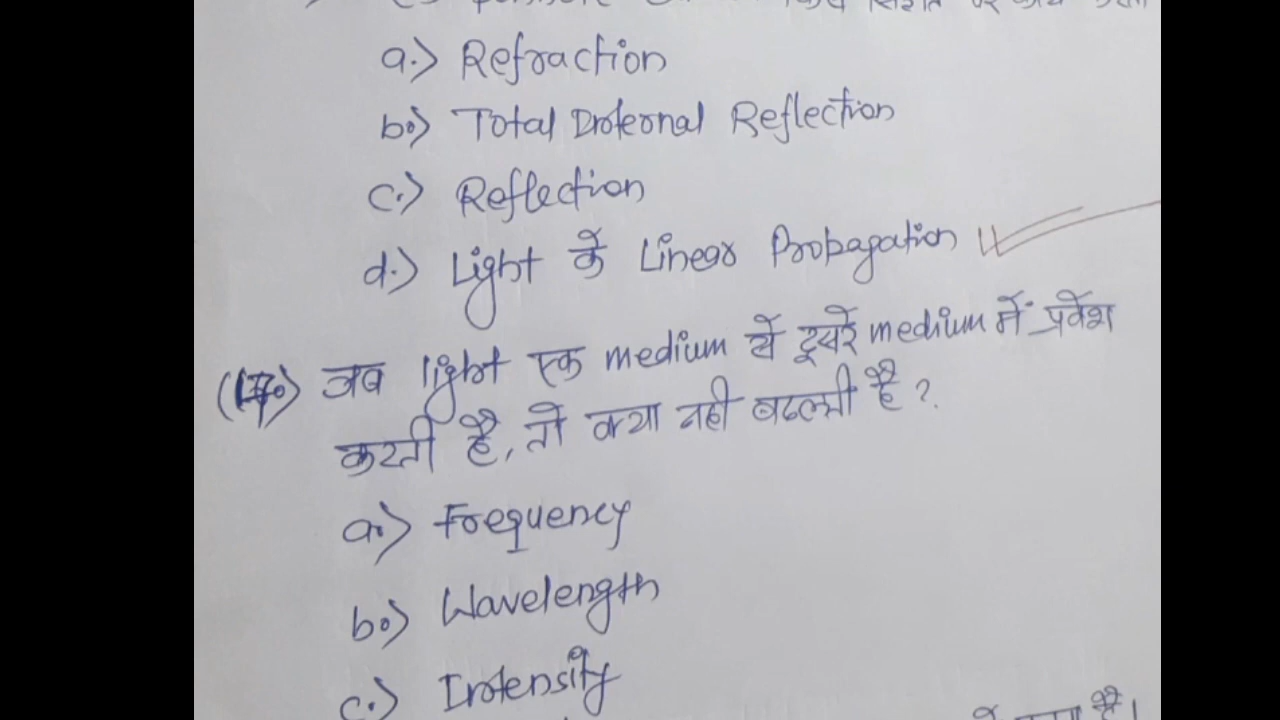 a.) Refraction
b.) Total Internal Reflection
c.) Reflection
d.) Light के Linear Propagation
(17.) जब light एक medium से दूसरे medium में प्रवेश
करती है, तो क्या नही बदलती है ?
a.) Frequency
b.) Wavelength
c.) Intensity
है।